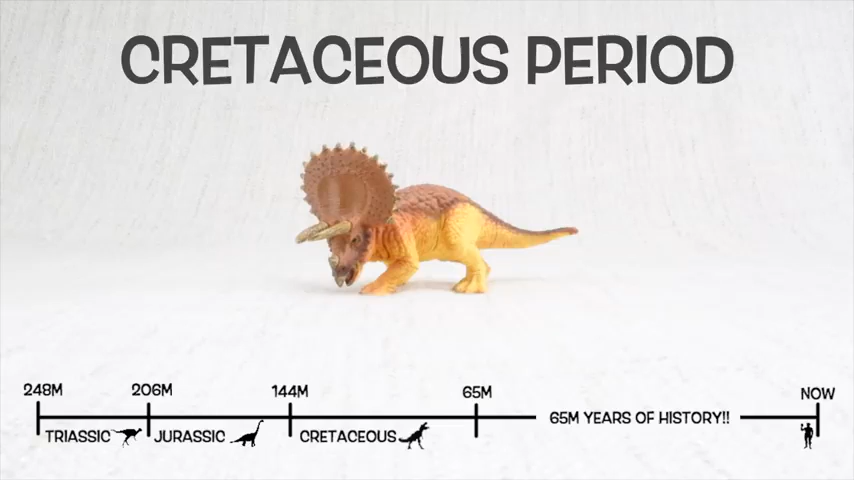 CRETACEOUS PERIOD
248M 206M 144M 65M NOW
65M YEARS OF HISTORY!!
TRIASSIC JURASSIC CRETACEOUS